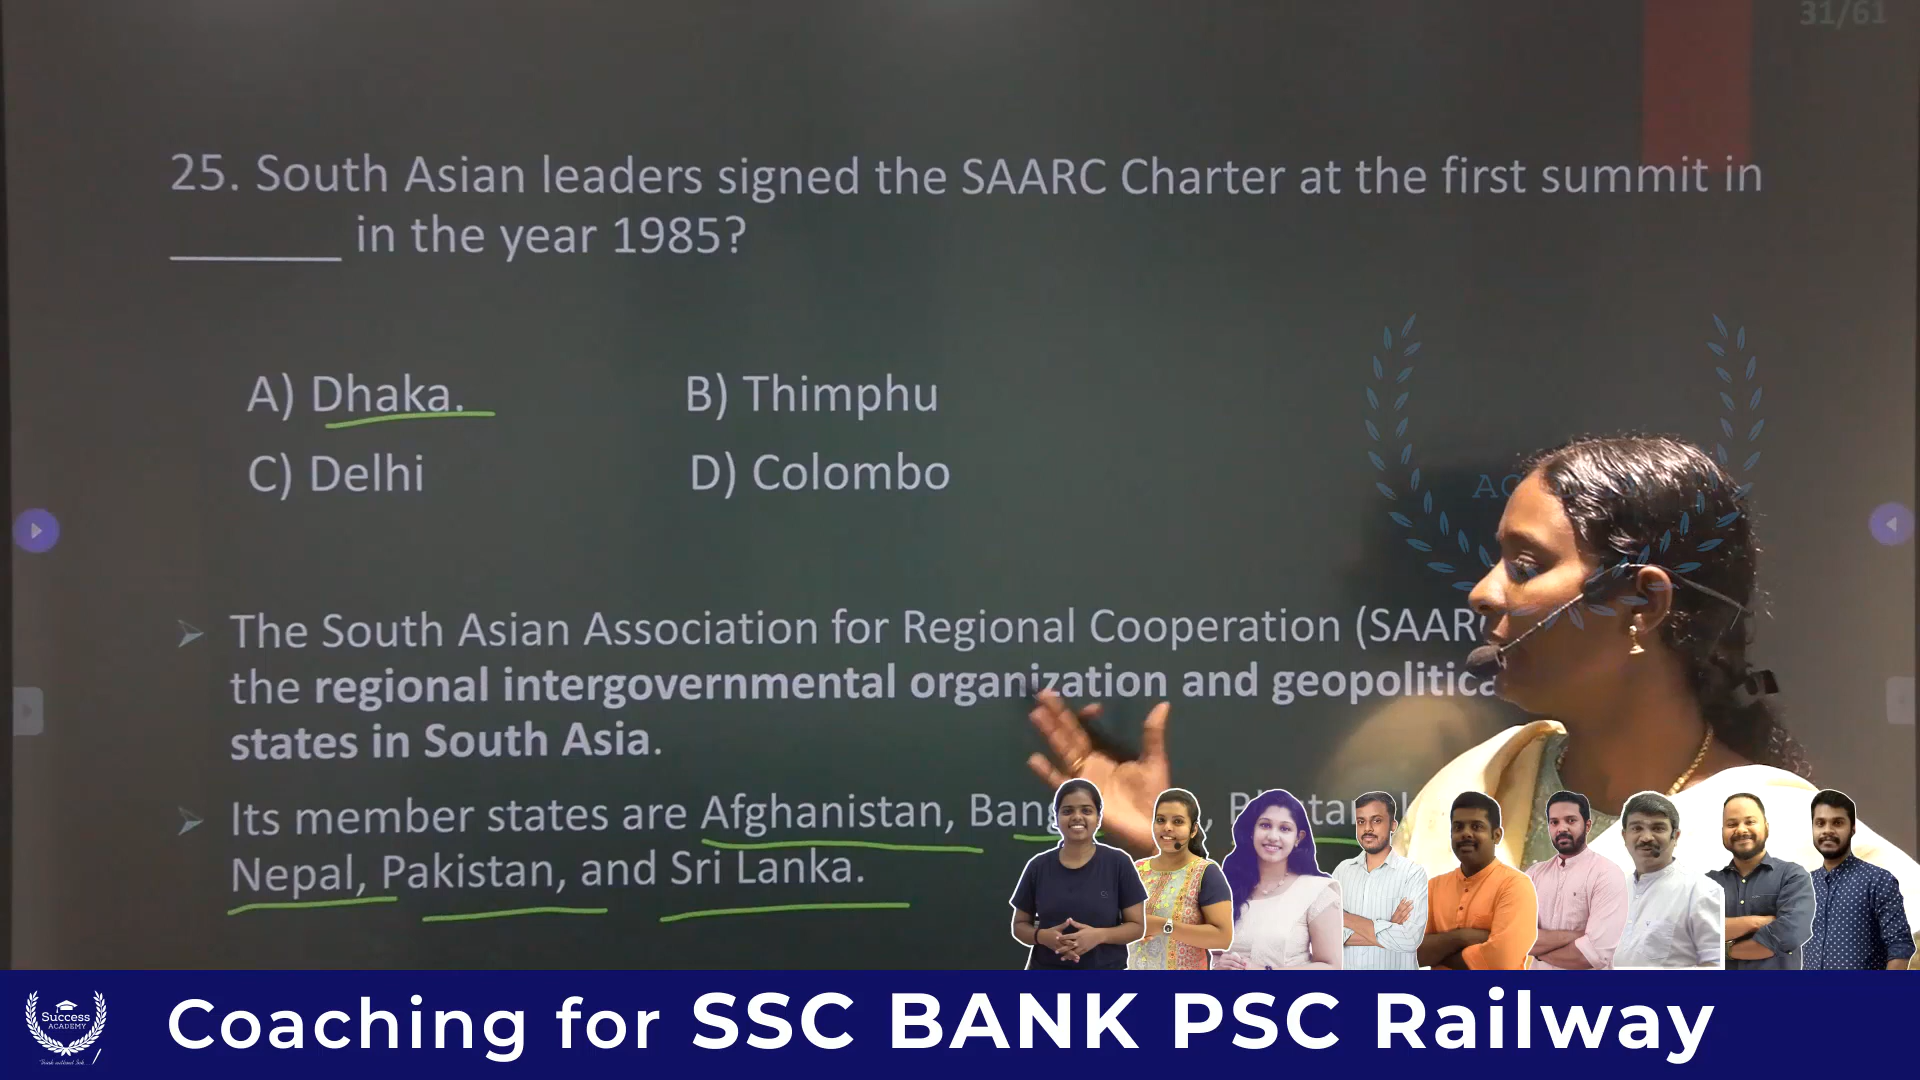 31/61
25. South Asian leaders signed the SAARC Charter at the first summit in
_______ in the year 1985?
A) Dhaka. B) Thimphu
C) Delhi D) Colombo
The South Asian Association for Regional Cooperation (SAAR
the regional intergovernmental organization and geopolitica
states in South Asia.
Its member states are Afghanistan,
Nepal, Pakistan, and Sri Lanka.
Success
ACADEMY
Coaching for SSC BANK PSC Railway